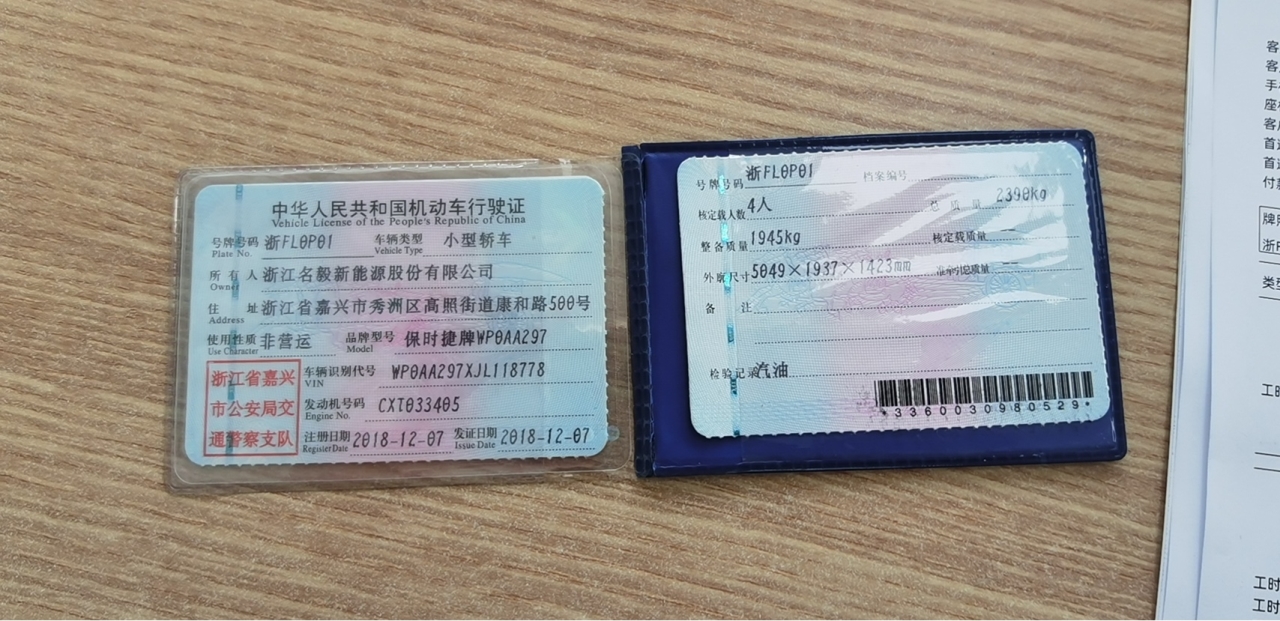 中华人民共和国机动车行驶证
Vehicle License of the People's Republic of China
号牌号码 浙FL0P01 车辆类型 小型轿车
Plate No. Vehicle Type
所有人 浙江名毅新能源股份有限公司
Owner
住址 浙江省嘉兴市秀洲区高照街道康和路500号
Address
使用性质 非营运 品牌型号 保时捷牌WP0AA297
Use Character Model
浙江省嘉兴
市公安局交
通警察支队
车辆识别代号 WP0AA297XJL118778
VIN
发动机号码 CXT033405
Engine No.
注册日期 2018-12-07 发证日期 2018-12-07
Register Date Issue Date
号牌号码 浙FL0P01 档案编号
核定载人数 4人 总质量 2390kg
整备质量 1945kg 核定载质量 --
外廓尺寸 5049×1937×1423mm 准牵引总质量 --
备注
检验记录 汽油
*3360030980529*
客
客
手
座
客户
首
首
付
牌
浙F
类型
工时
工时
工时